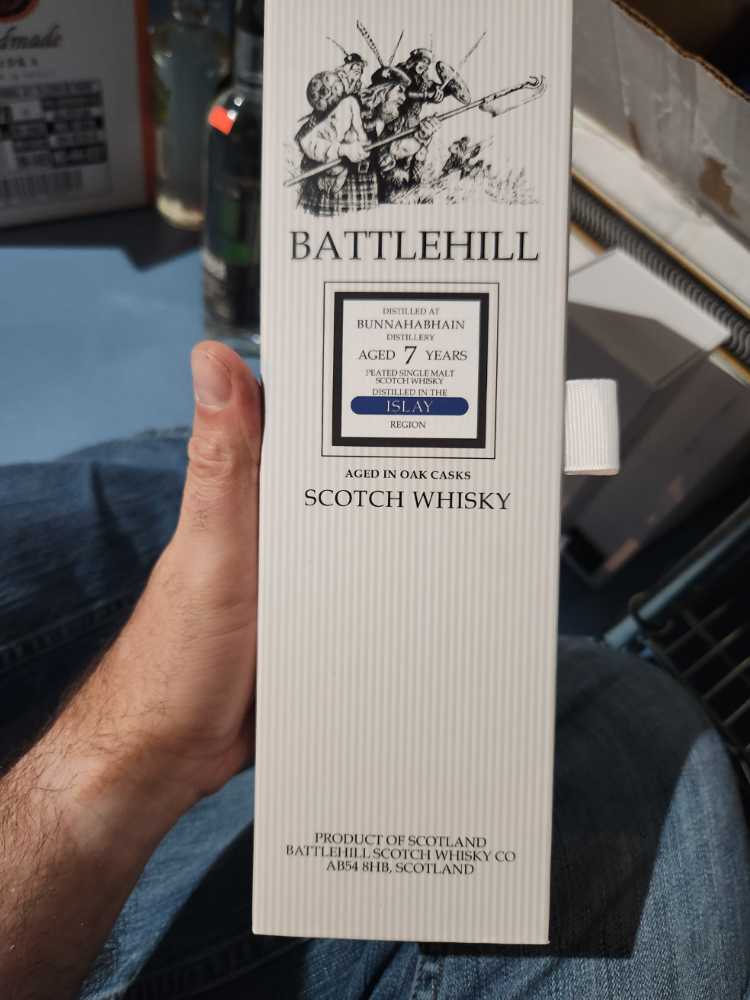 dmade
BATTLEHILL
DISTILLED AT
BUNNAHABHAIN
DISTILLERY
AGED 7 YEARS
PEATED SINGLE MALT
SCOTCH WHISKY
DISTILLED IN THE
ISLAY
REGION
AGED IN OAK CASKS
SCOTCH WHISKY
PRODUCT OF SCOTLAND
BATTLEHILL SCOTCH WHISKY CO
AB54 8HB, SCOTLAND